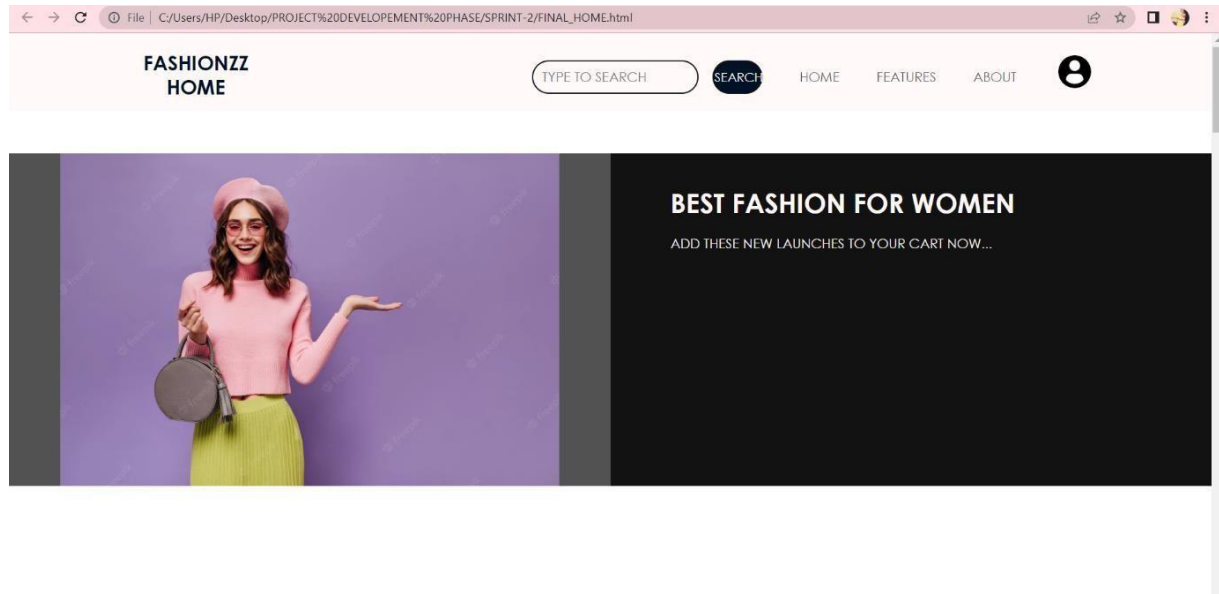 File | C:/Users/HP/Desktop/PROJECT%20DEVELOPEMENT%20PHASE/SPRINT-2/FINAL_HOME.html
FASHIONZZ
HOME
TYPE TO SEARCH
SEARCH
HOME
FEATURES
ABOUT
BEST FASHION FOR WOMEN
ADD THESE NEW LAUNCHES TO YOUR CART NOW...